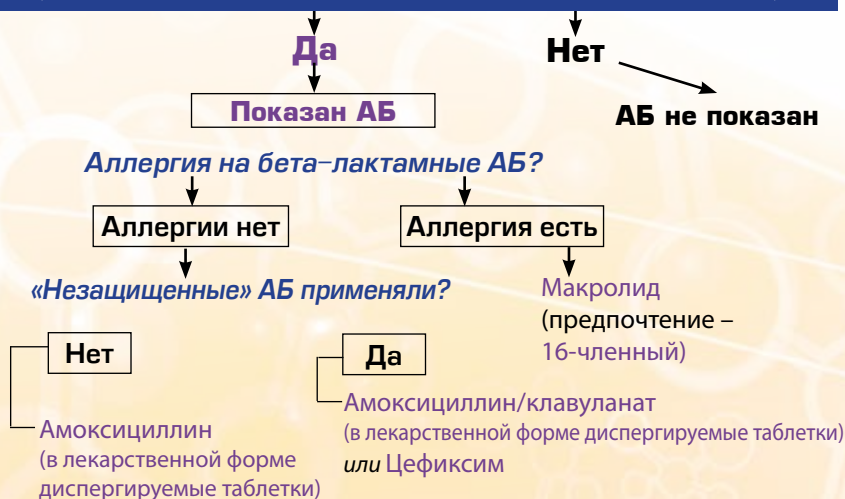 Да
Нет
Показан АБ
АБ не показан
Аллергия на бета-лактамные АБ?
Аллергии нет
Аллергия есть
«Незащищенные» АБ применяли?
Макролид
(предпочтение –
16-членный)
Нет
Да
Амоксициллин
(в лекарственной форме
диспергируемые таблетки)
Амоксициллин/клавуланат
(в лекарственной форме диспергируемые таблетки)
или Цефиксим